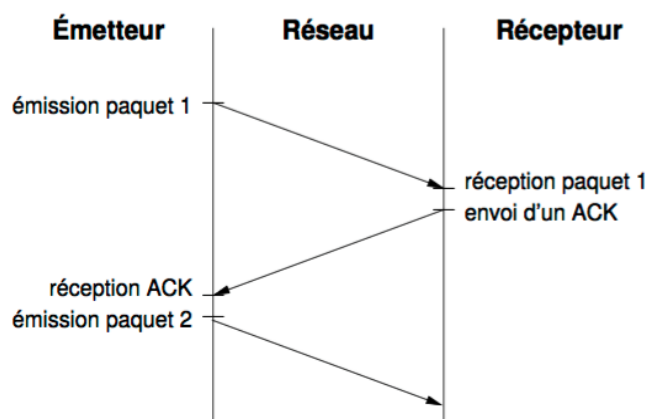 Émetteur Réseau Récepteur
émission paquet 1
réception paquet 1
envoi d'un ACK
réception ACK
émission paquet 2